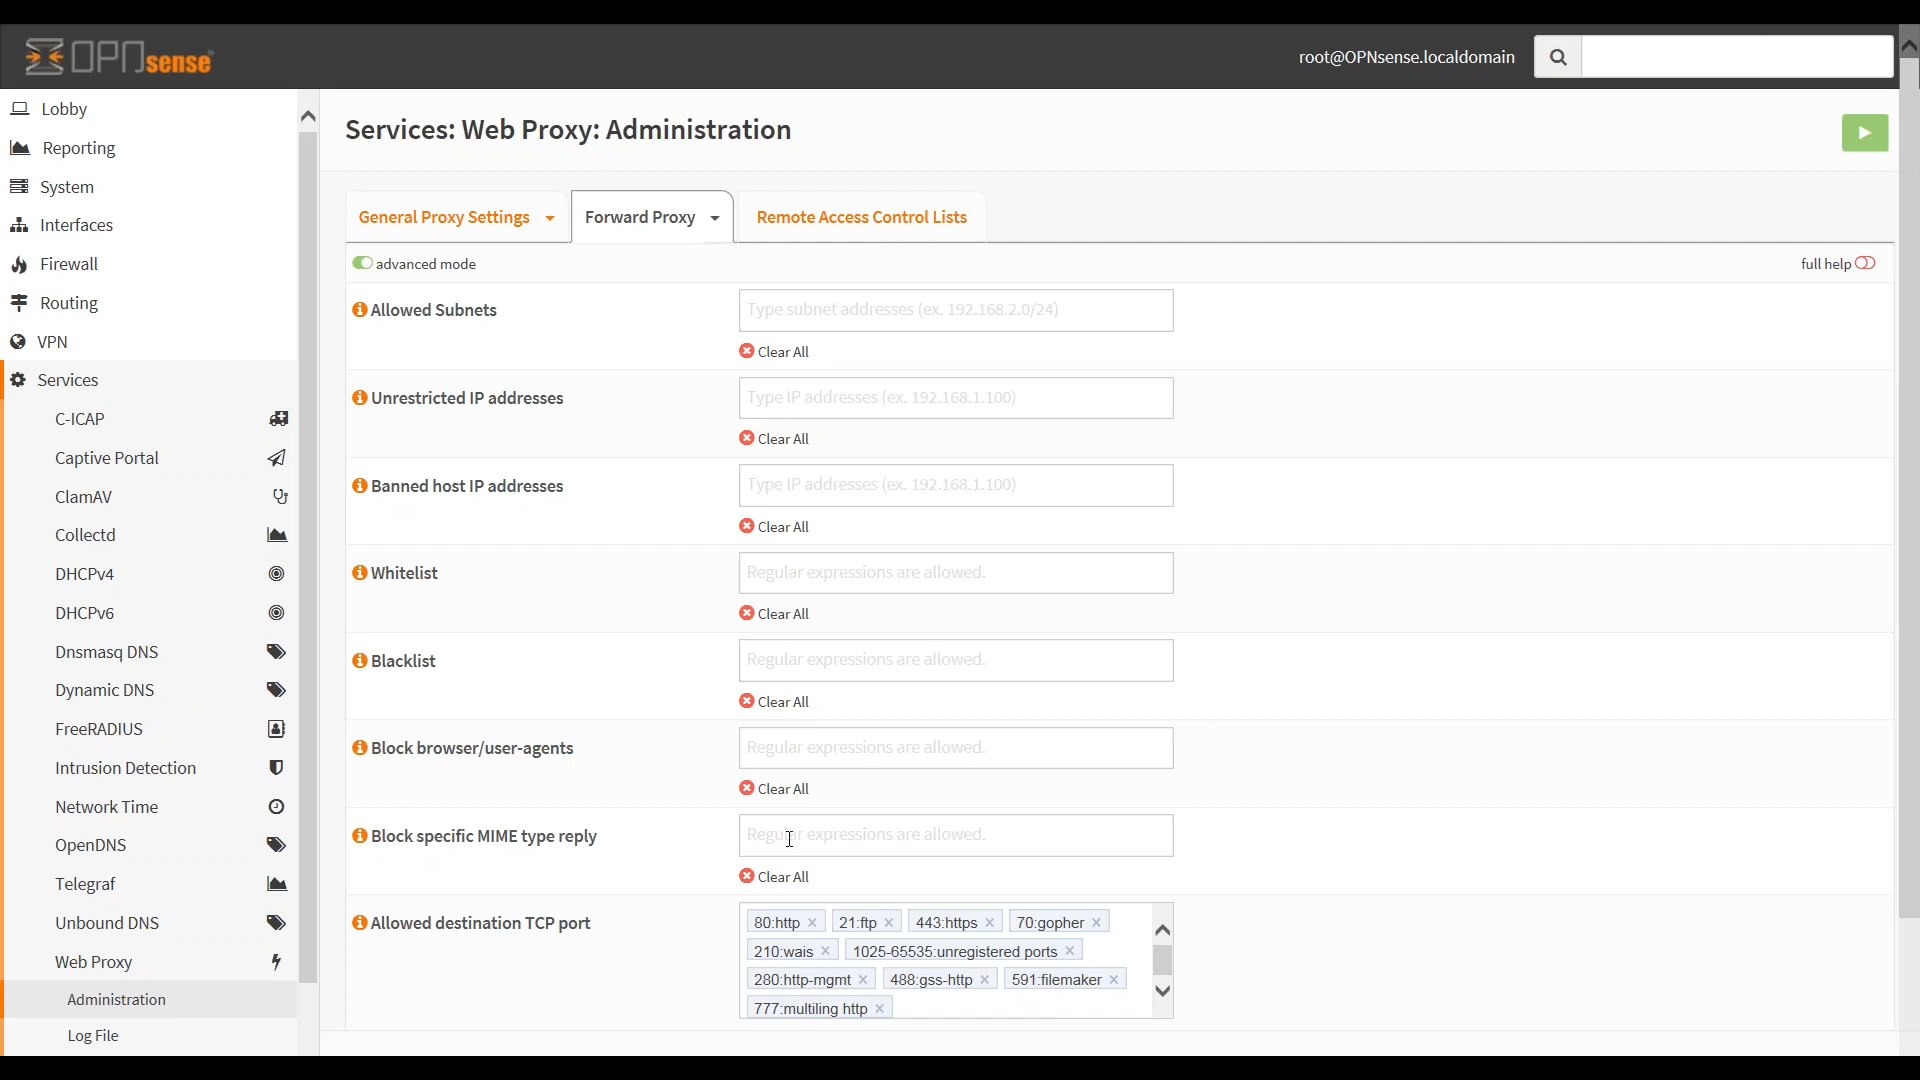 OPNsense
root@OPNsense.localdomain
Lobby
Reporting
System
Interfaces
Firewall
Routing
VPN
Services
C-ICAP
Captive Portal
ClamAV
Collectd
DHCPv4
DHCPv6
Dnsmasq DNS
Dynamic DNS
FreeRADIUS
Intrusion Detection
Network Time
OpenDNS
Telegraf
Unbound DNS
Web Proxy
Administration
Log File
Services: Web Proxy: Administration
General Proxy Settings Forward Proxy Remote Access Control Lists
advanced mode full help
Allowed Subnets Type subnet addresses (ex. 192.168.2.0/24)
Clear All
Unrestricted IP addresses Type IP addresses (ex. 192.168.1.100)
Clear All
Banned host IP addresses Type IP addresses (ex. 192.168.1.100)
Clear All
Whitelist Regular expressions are allowed.
Clear All
Blacklist Regular expressions are allowed.
Clear All
Block browser/user-agents Regular expressions are allowed.
Clear All
Block specific MIME type reply Regular expressions are allowed.
Clear All
Allowed destination TCP port 80:http × 21:ftp × 443:https × 70:gopher ×
210:wais × 1025-65535:unregistered ports ×
280:http-mgmt × 488:gss-http × 591:filemaker ×
777:multiling http ×